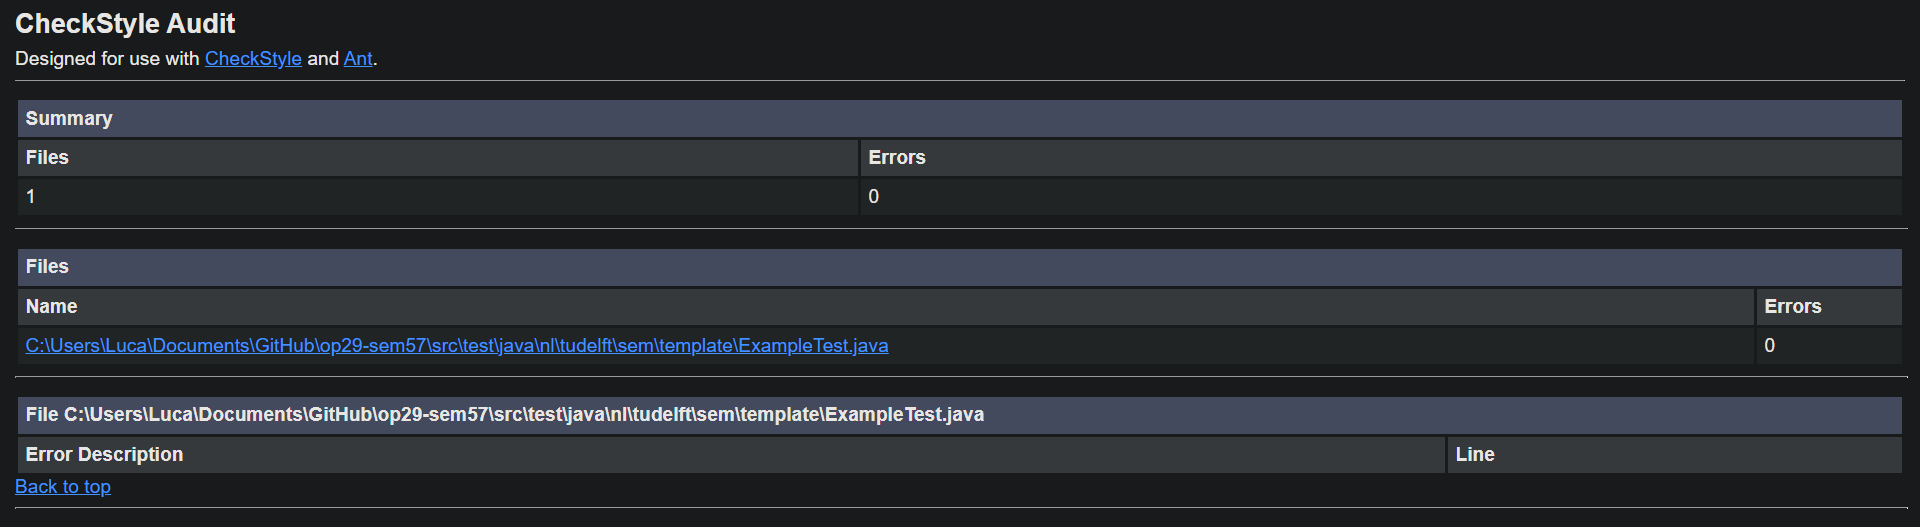 CheckStyle Audit
Designed for use with CheckStyle and Ant.
Summary
Files Errors
1 0
Files
Name Errors
C:\Users\Luca\Documents\GitHub\op29-sem57\src\test\java\nl\tudelft\sem\template\ExampleTest.java 0
File C:\Users\Luca\Documents\GitHub\op29-sem57\src\test\java\nl\tudelft\sem\template\ExampleTest.java
Error Description Line
Back to top